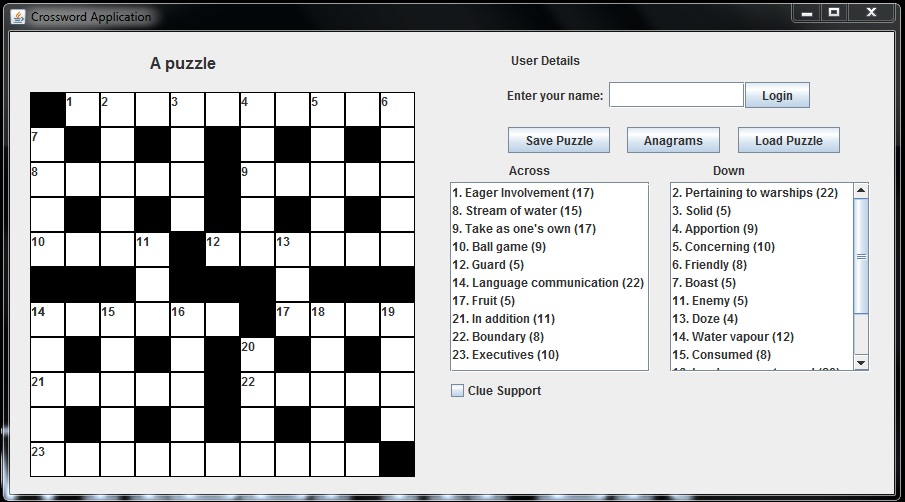 Crossword Application
A puzzle
User Details
Enter your name:
Login
Save Puzzle
Anagrams
Load Puzzle
1 2 3 4 5 6
7
8 9
10 11 12 13
14 15 16 17 18 19
20
21 22
23
Across
1. Eager Involvement (17)
8. Stream of water (15)
9. Take as one's own (17)
10. Ball game (9)
12. Guard (5)
14. Language communication (22)
17. Fruit (5)
21. In addition (11)
22. Boundary (8)
23. Executives (10)
Down
2. Pertaining to warships (22)
3. Solid (5)
4. Apportion (9)
5. Concerning (10)
6. Friendly (8)
7. Boast (5)
11. Enemy (5)
13. Doze (4)
14. Water vapour (12)
15. Consumed (8)
Clue Support